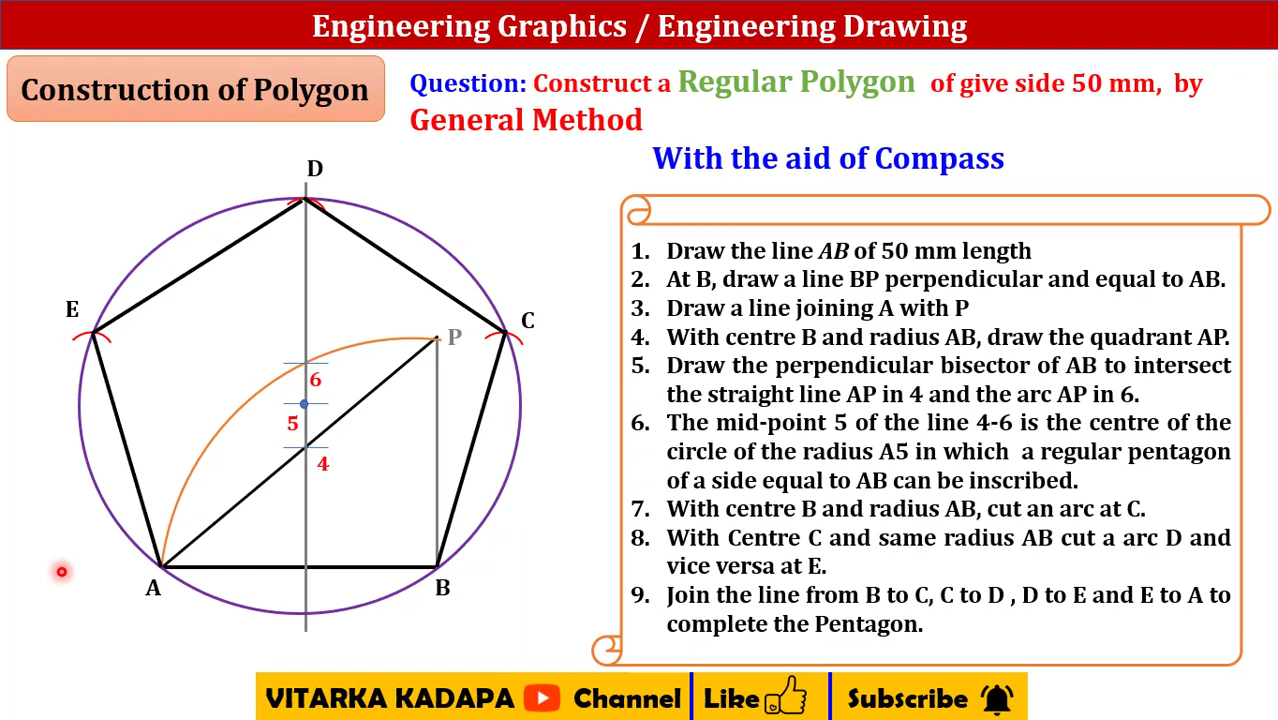 Engineering Graphics / Engineering Drawing
Construction of Polygon
Question: Construct a Regular Polygon of give side 50 mm, by
General Method
With the aid of Compass
D
E
C
P
6
5
4
A
B
1. Draw the line AB of 50 mm length
2. At B, draw a line BP perpendicular and equal to AB.
3. Draw a line joining A with P
4. With centre B and radius AB, draw the quadrant AP.
5. Draw the perpendicular bisector of AB to intersect
the straight line AP in 4 and the arc AP in 6.
6. The mid-point 5 of the line 4-6 is the centre of the
circle of the radius A5 in which a regular pentagon
of a side equal to AB can be inscribed.
7. With centre B and radius AB, cut an arc at C.
8. With Centre C and same radius AB cut a arc D and
vice versa at E.
9. Join the line from B to C, C to D , D to E and E to A to
complete the Pentagon.
VITARKA KADAPA Channel Like Subscribe